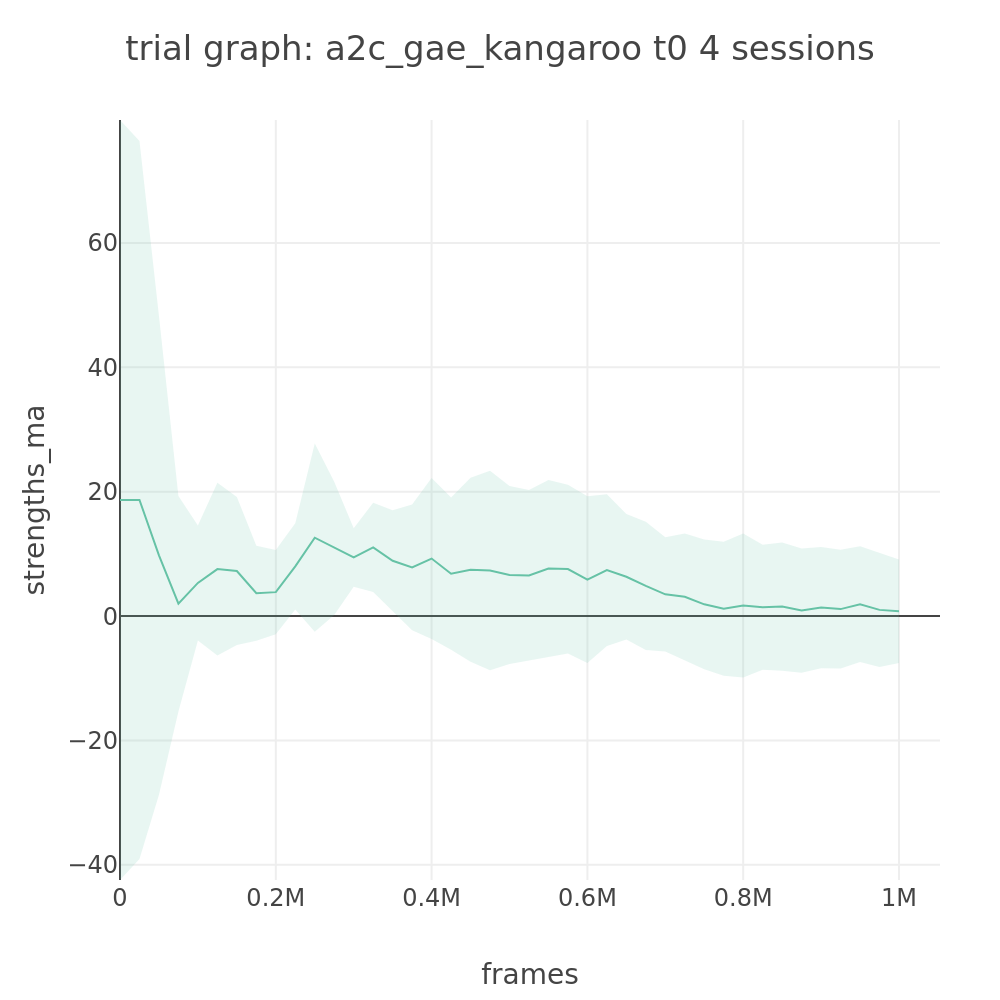 trial graph: a2c_gae_kangaroo t0 4 sessions
60
40
20
0
−20
−40
strengths_ma
0
0.2M
0.4M
0.6M
0.8M
1M
frames